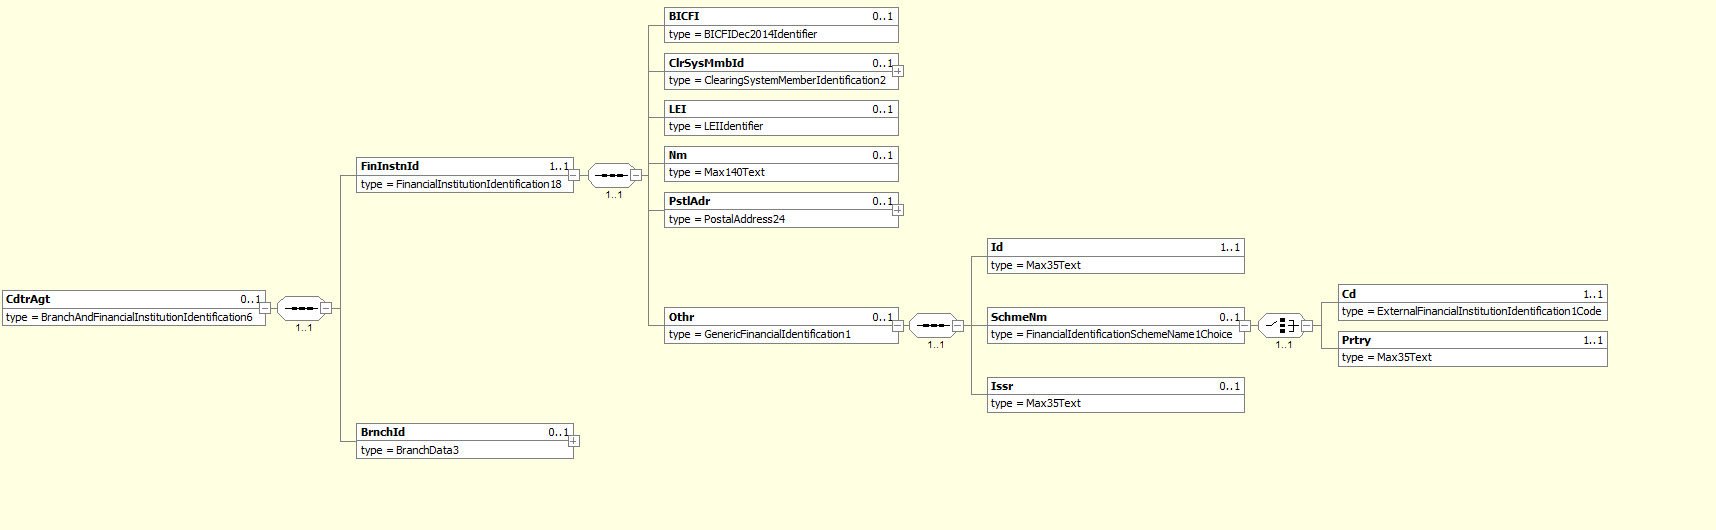 BICFI 0..1
type = BICFIDec2014Identifier
ClrSysMmbId 0..1
type = ClearingSystemMemberIdentification2
LEI 0..1
type = LEIIdentifier
Nm 0..1
type = Max140Text
FinInstnId 1..1
type = FinancialInstitutionIdentification18
1..1
PstlAdr 0..1
type = PostalAddress24
Id 1..1
type = Max35Text
CdtrAgt 0..1
type = BranchAndFinancialInstitutionIdentification6
1..1
Othr 0..1
type = GenericFinancialIdentification1
1..1
SchmeNm 0..1
type = FinancialIdentificationSchemeName1Choice
1..1
Cd 1..1
type = ExternalFinancialInstitutionIdentification1Code
Prtry 1..1
type = Max35Text
Issr 0..1
type = Max35Text
BrnchId 0..1
type = BranchData3